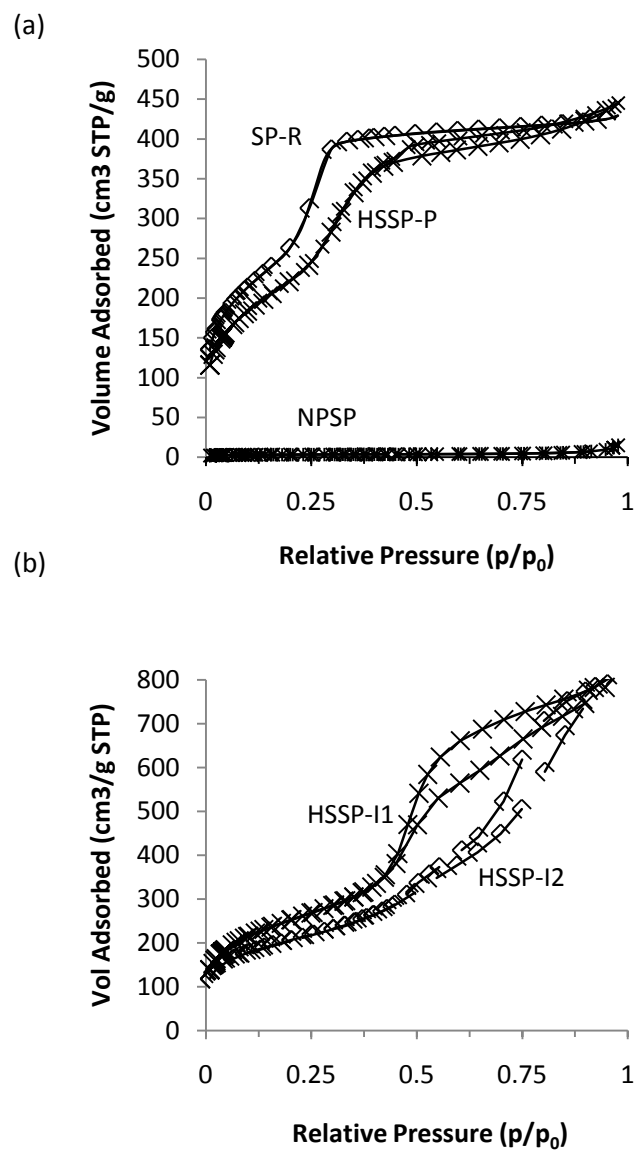 (a)
500
450
400
350
300
250
200
150
100
50
0
Volume Adsorbed (cm3 STP/g)
SP-R
HSSP-P
NPSP
0 0.25 0.5 0.75 1
Relative Pressure (p/p0)
(b)
800
700
600
500
400
300
200
100
0
Vol Adsorbed (cm3/g STP)
HSSP-I1
HSSP-I2
0 0.25 0.5 0.75 1
Relative Pressure (p/p0)